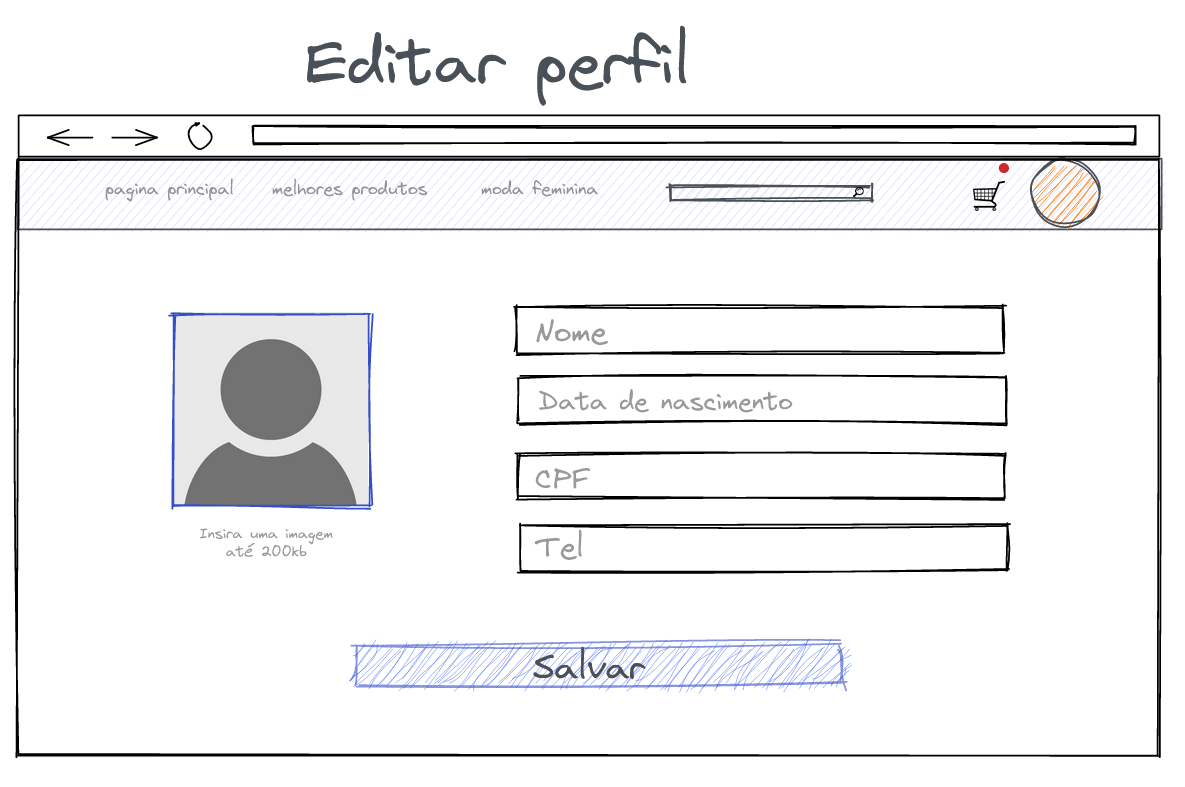 Editar perfil
pagina principal melhores produtos moda feminina
Nome
Data de nascimento
CPF
Tel
Insira uma imagem
até 200kb
Salvar